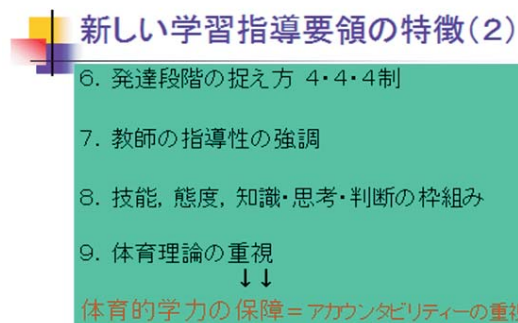 新しい学習指導要領の特徴(2)
6. 発達段階の捉え方 4・4・4制
7. 教師の指導性の強調
8. 技能, 態度, 知識・思考・判断の枠組み
9. 体育理論の重視
↓↓
体育的学力の保障=アカウンタビリティーの重視